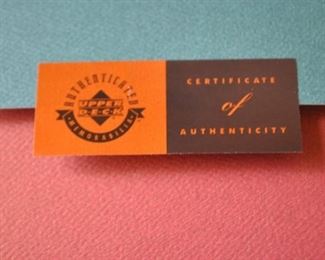 AUTHENTICATED
UPPER
DECK
MEMORABILIA
CERTIFICATE
of
AUTHENTICITY